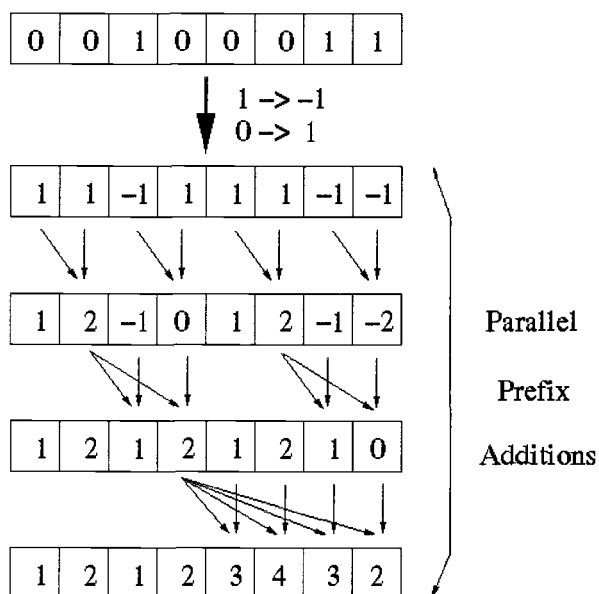 0 0 1 0 0 0 1 1
1 -> -1
0 -> 1
1 1 -1 1 1 1 -1 -1
1 2 -1 0 1 2 -1 -2
Parallel
Prefix
1 2 1 2 1 2 1 0
Additions
1 2 1 2 3 4 3 2